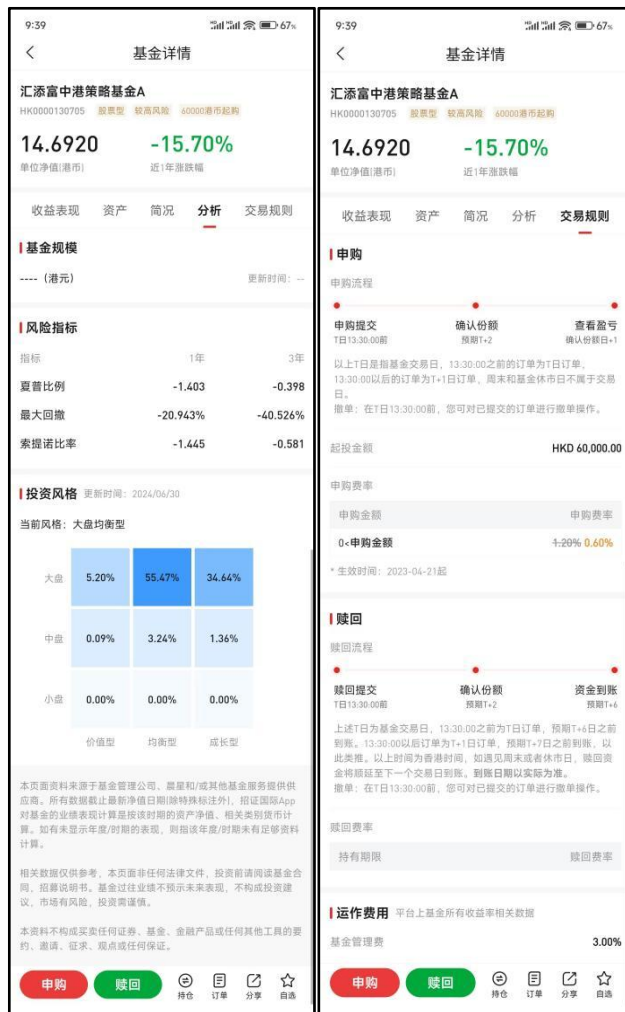 9:39
67%
基金详情
汇添富中港策略基金A
HK0000130705 股票型 较高风险 60000港币起购
14.6920 -15.70%
单位净值(港币) 近1年涨跌幅
收益表现 资产 简况 分析 交易规则
基金规模
---- (港元) 更新时间：--
风险指标
指标 1年 3年
夏普比例 -1.403 -0.398
最大回撤 -20.943% -40.526%
索提诺比率 -1.445 -0.581
投资风格 更新时间：2024/06/30
当前风格：大盘均衡型
大盘 5.20% 55.47% 34.64%
中盘 0.09% 3.24% 1.36%
小盘 0.00% 0.00% 0.00%
价值型 均衡型 成长型
本页面资料来源于基金管理公司、晨星和/或其他基金服务提供供
应商。所有数据截止最新净值日期(除特殊标注外)，招证国际App
对基金的业绩表现计算是按该时期的资产净值、相关类别货币计
算。如有未显示年度/时期的表现，则指该年度/时期未有足够资料
计算。
相关数据仅供参考，本页面非任何法律文件，投资前请阅读基金合
同、招募说明书。基金过往业绩不预示未来表现，不构成投资建
议，市场有风险，投资需谨慎。
本资料不构成买卖任何证券、基金、金融产品或任何其他工具的要
约、邀请、征求、观点或任何保证。
申购 赎回 持仓 订单 分享 自选
9:39
67%
基金详情
汇添富中港策略基金A
HK0000130705 股票型 较高风险 60000港币起购
14.6920 -15.70%
单位净值(港币) 近1年涨跌幅
收益表现 资产 简况 分析 交易规则
申购
申购流程
申购提交 确认份额 查看盈亏
T日13:30:00前 预期T+2 确认份额日+1
以上T日是指基金交易日，13:30:00之前的订单为T日订单，
13:30:00以后的订单为T+1日订单，周末和基金休市日不属于交易
日。
撤单：在T日13:30:00前，您可对已提交的订单进行撤单操作。
起投金额 HKD 60,000.00
申购费率
申购金额 申购费率
0<申购金额 1.20% 0.60%
* 生效时间：2023-04-21起
赎回
赎回流程
赎回提交 确认份额 资金到账
T日13:30:00前 预期T+2 预期T+6
上述T日为基金交易日，13:30:00之前为T日订单，预期T+6日之前
到账。13:30:00以后订单为T+1日订单，预期T+7日之前到账，以
此类推。以上时间为香港时间，如遇见周末或者休市日，赎回资
金将顺延至下一个交易日到账。到账日期以实际为准。
撤单：在T日13:30:00前，您可对已提交的订单进行撤单操作。
赎回费率
持有期限 赎回费率
运作费用 平台上基金所有收益率相关数据
基金管理费 3.00%
申购 赎回 持仓 订单 分享 自选